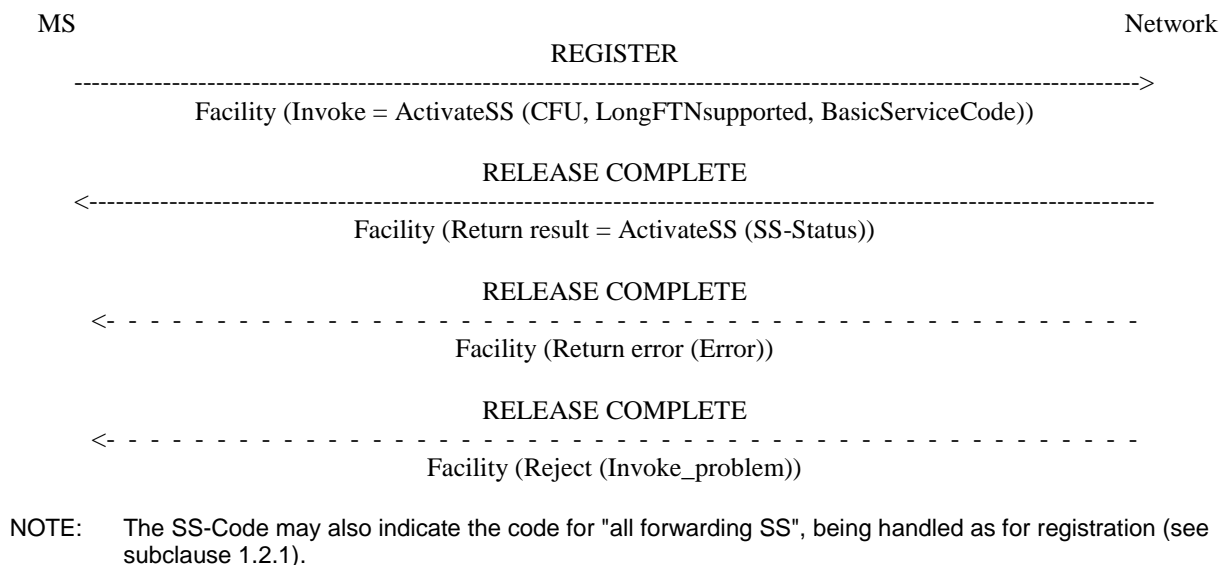 MS Network
REGISTER
-------------------------------------------------------------------------------------------------------------------------->
Facility (Invoke = ActivateSS (CFU, LongFTNsupported, BasicServiceCode))
RELEASE COMPLETE
<--------------------------------------------------------------------------------------------------------------------------
Facility (Return result = ActivateSS (SS-Status))
RELEASE COMPLETE
<- - - - - - - - - - - - - - - - - - - - - - - - - - - - - - - - - - - - - - - - - - - - - - - -
Facility (Return error (Error))
RELEASE COMPLETE
<- - - - - - - - - - - - - - - - - - - - - - - - - - - - - - - - - - - - - - - - - - - - - - - -
Facility (Reject (Invoke_problem))
NOTE: The SS-Code may also indicate the code for "all forwarding SS", being handled as for registration (see
subclause 1.2.1).